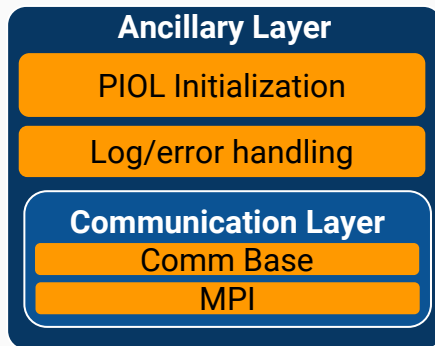 Ancillary Layer
PIOL Initialization
Log/error handling
Communication Layer
Comm Base
MPI